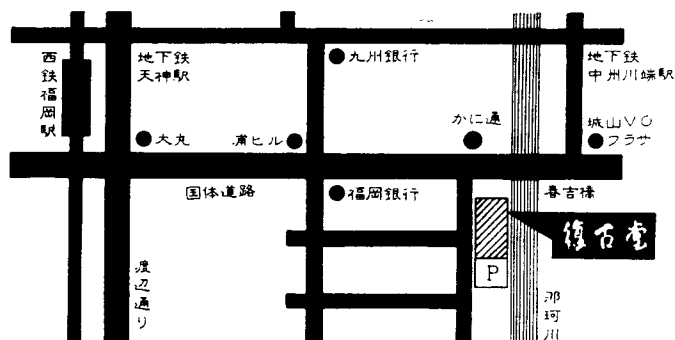 西鉄福岡駅
地下鉄
天神駅
九州銀行
地下鉄
中州川端駅
大丸
浦ビル
かに通
城山VO
プラサ
国体道路
福岡銀行
春吉橋
復古堂
P
渡辺通り
那珂川